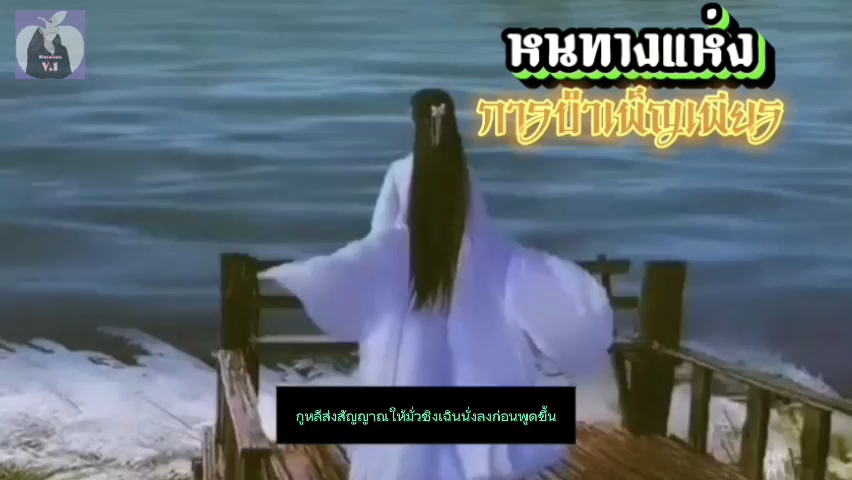 หนทางแห่ง
การบำเพ็ญเพียร
V.1
กูหลีส่งสัญญาณให้มั่วชิงเฉินนั่งลงก่อนพูดขึ้น